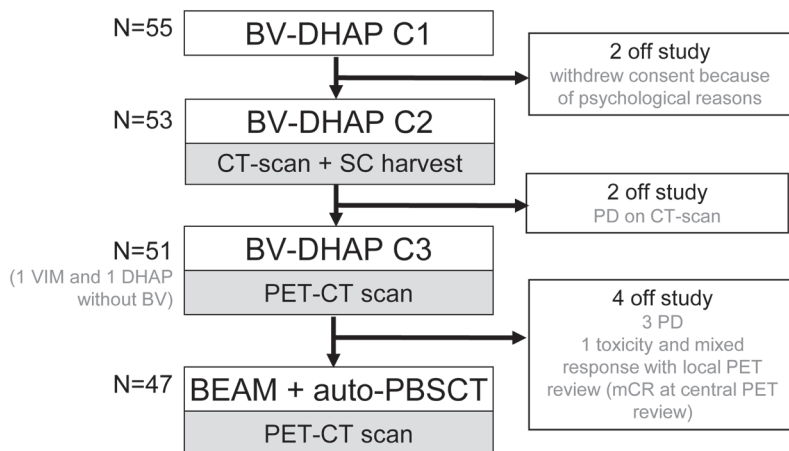 N=55
BV-DHAP C1
2 off study
withdrew consent because
of psychological reasons
N=53
BV-DHAP C2
CT-scan + SC harvest
2 off study
PD on CT-scan
N=51
(1 VIM and 1 DHAP
without BV)
BV-DHAP C3
PET-CT scan
4 off study
3 PD
1 toxicity and mixed
response with local PET
review (mCR at central PET
review)
N=47
BEAM + auto-PBSCT
PET-CT scan